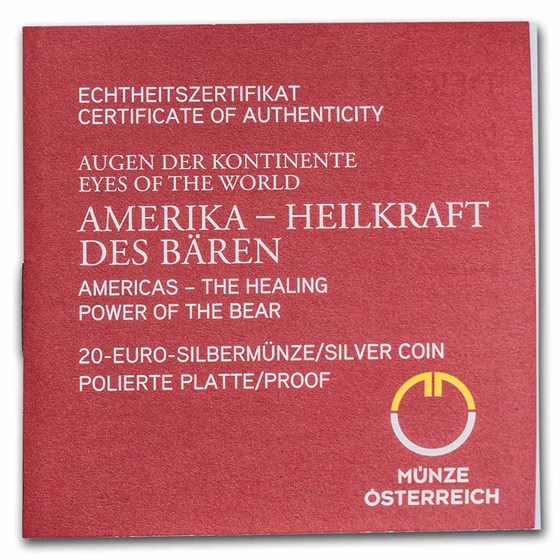 ECHTHEITSZERTIFIKAT
CERTIFICATE OF AUTHENTICITY
AUGEN DER KONTINENTE
EYES OF THE WORLD
AMERIKA – HEILKRAFT
DES BÄREN
AMERICAS – THE HEALING
POWER OF THE BEAR
20-EURO-SILBERMÜNZE/SILVER COIN
POLIERTE PLATTE/PROOF
MÜNZE
ÖSTERREICH